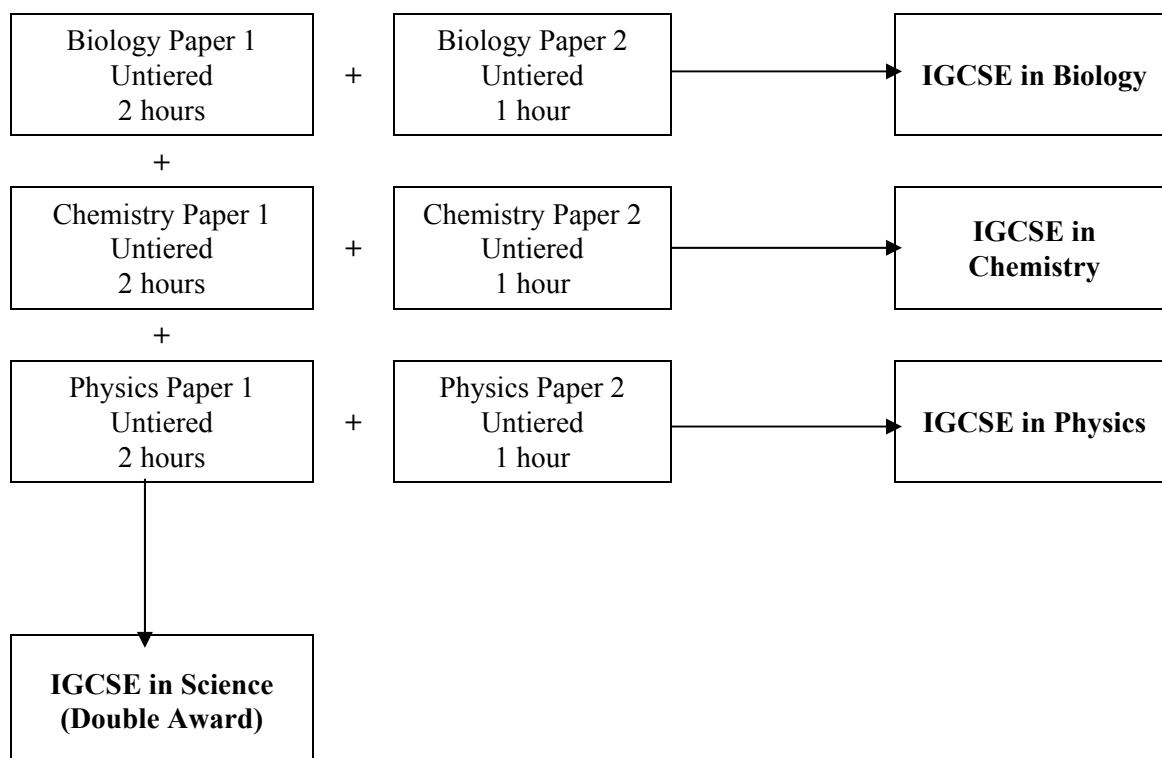 Biology Paper 1
Untiered
2 hours
+
Biology Paper 2
Untiered
1 hour
IGCSE in Biology
+
Chemistry Paper 1
Untiered
2 hours
+
Chemistry Paper 2
Untiered
1 hour
IGCSE in
Chemistry
+
Physics Paper 1
Untiered
2 hours
+
Physics Paper 2
Untiered
1 hour
IGCSE in Physics
IGCSE in Science
(Double Award)